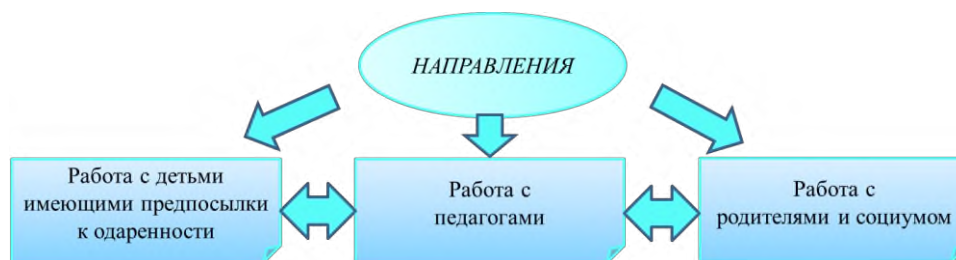 НАПРАВЛЕНИЯ
Работа с детьми
имеющими предпосылки
к одаренности
Работа с
педагогами
Работа с
родителями и социумом